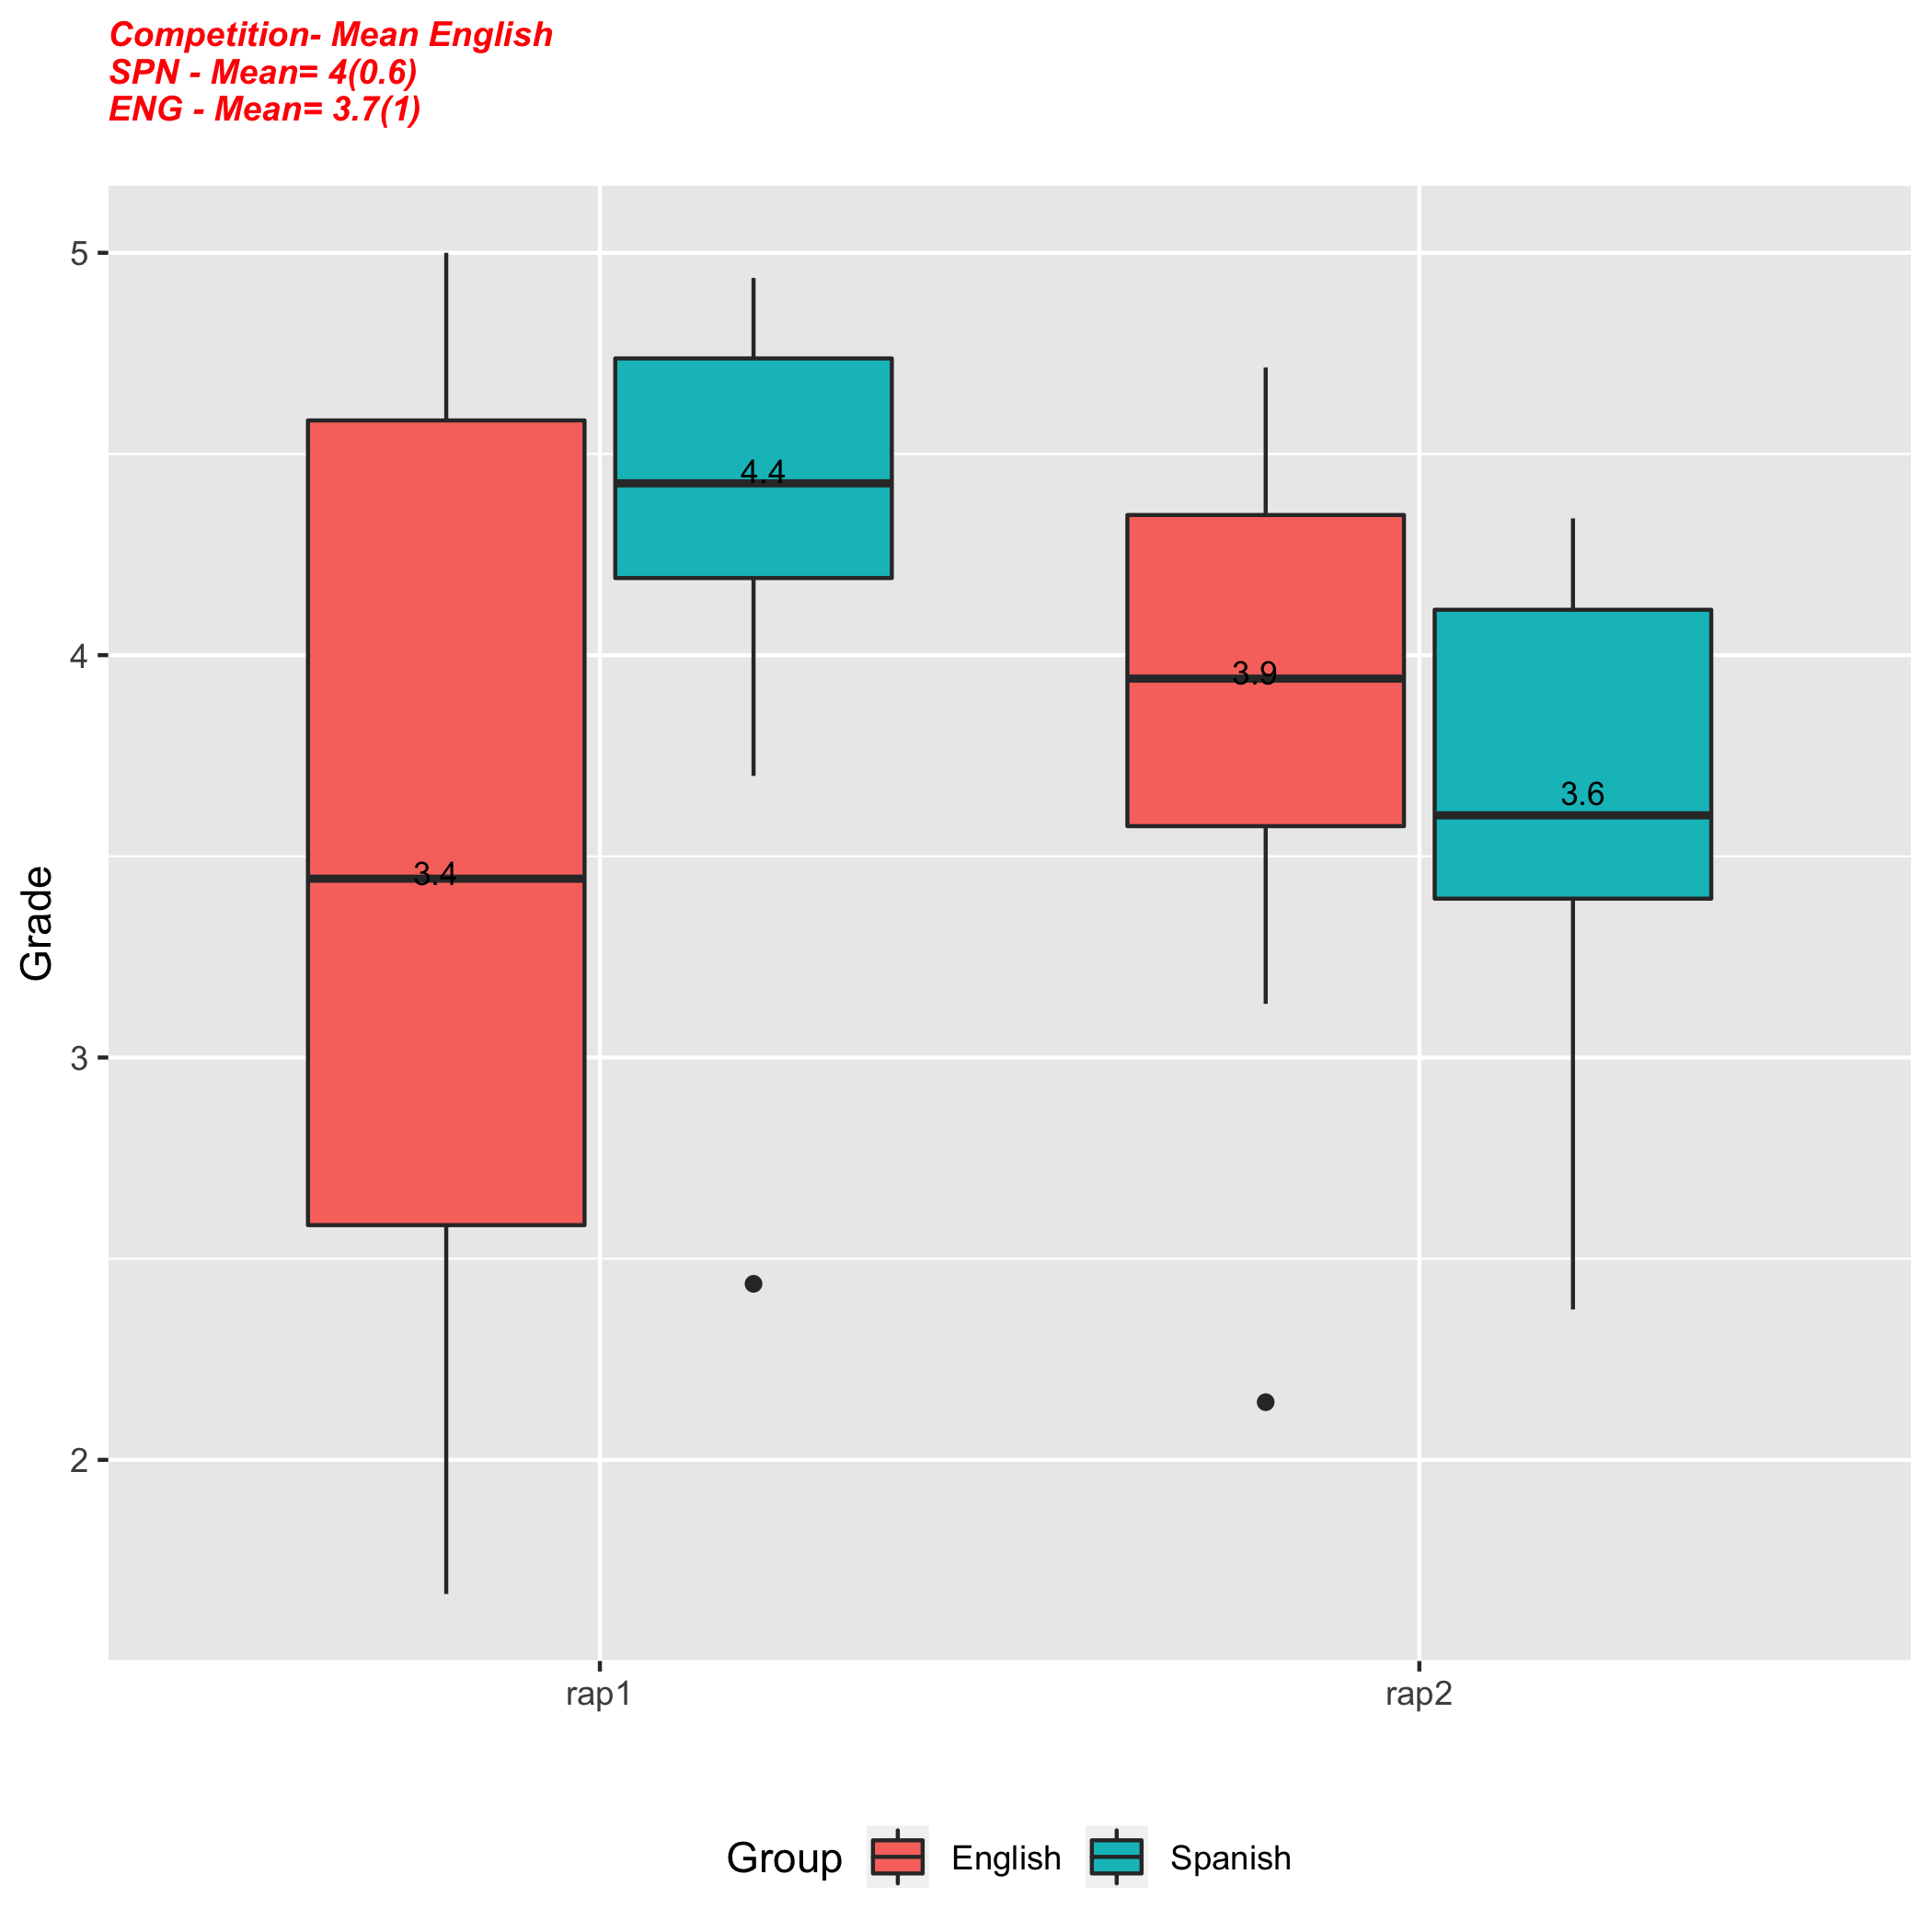 Competition- Mean English
SPN - Mean= 4(0.6)
ENG - Mean= 3.7(1)
Grade
5
4
3
2
3.4
4.4
3.9
3.6
rap1
rap2
Group
English
Spanish